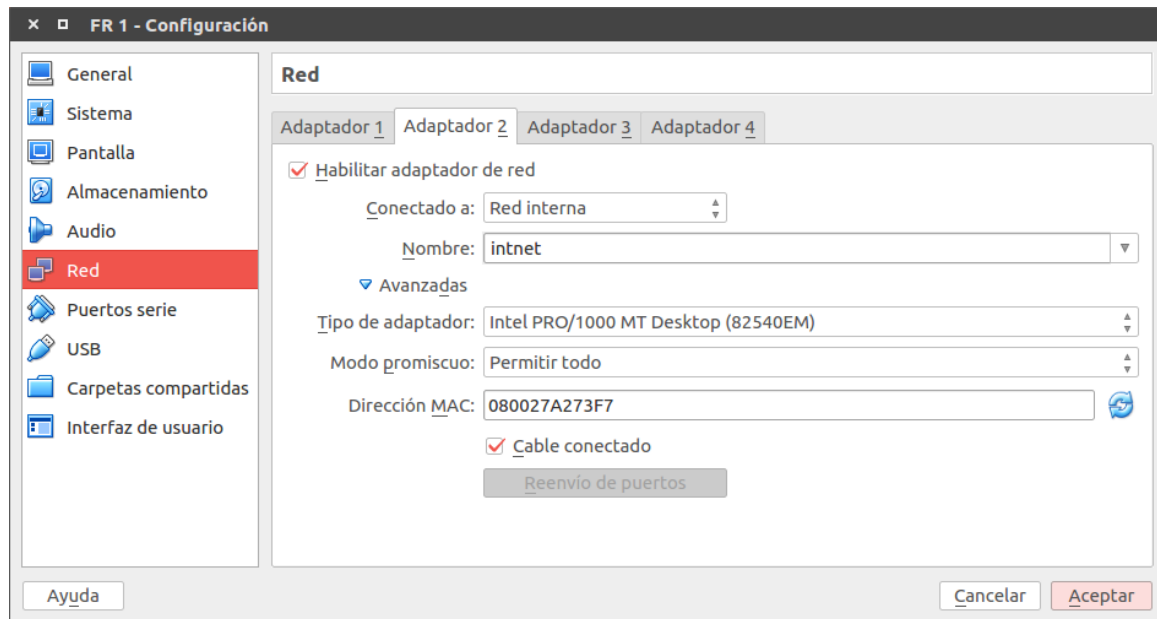 FR 1 - Configuración
General
Sistema
Pantalla
Almacenamiento
Audio
Red
Puertos serie
USB
Carpetas compartidas
Interfaz de usuario
Red
Adaptador 1 Adaptador 2 Adaptador 3 Adaptador 4
Habilitar adaptador de red
Conectado a: Red interna
Nombre: intnet
Avanzadas
Tipo de adaptador: Intel PRO/1000 MT Desktop (82540EM)
Modo promiscuo: Permitir todo
Dirección MAC: 080027A273F7
Cable conectado
Reenvío de puertos
Ayuda Cancelar Aceptar